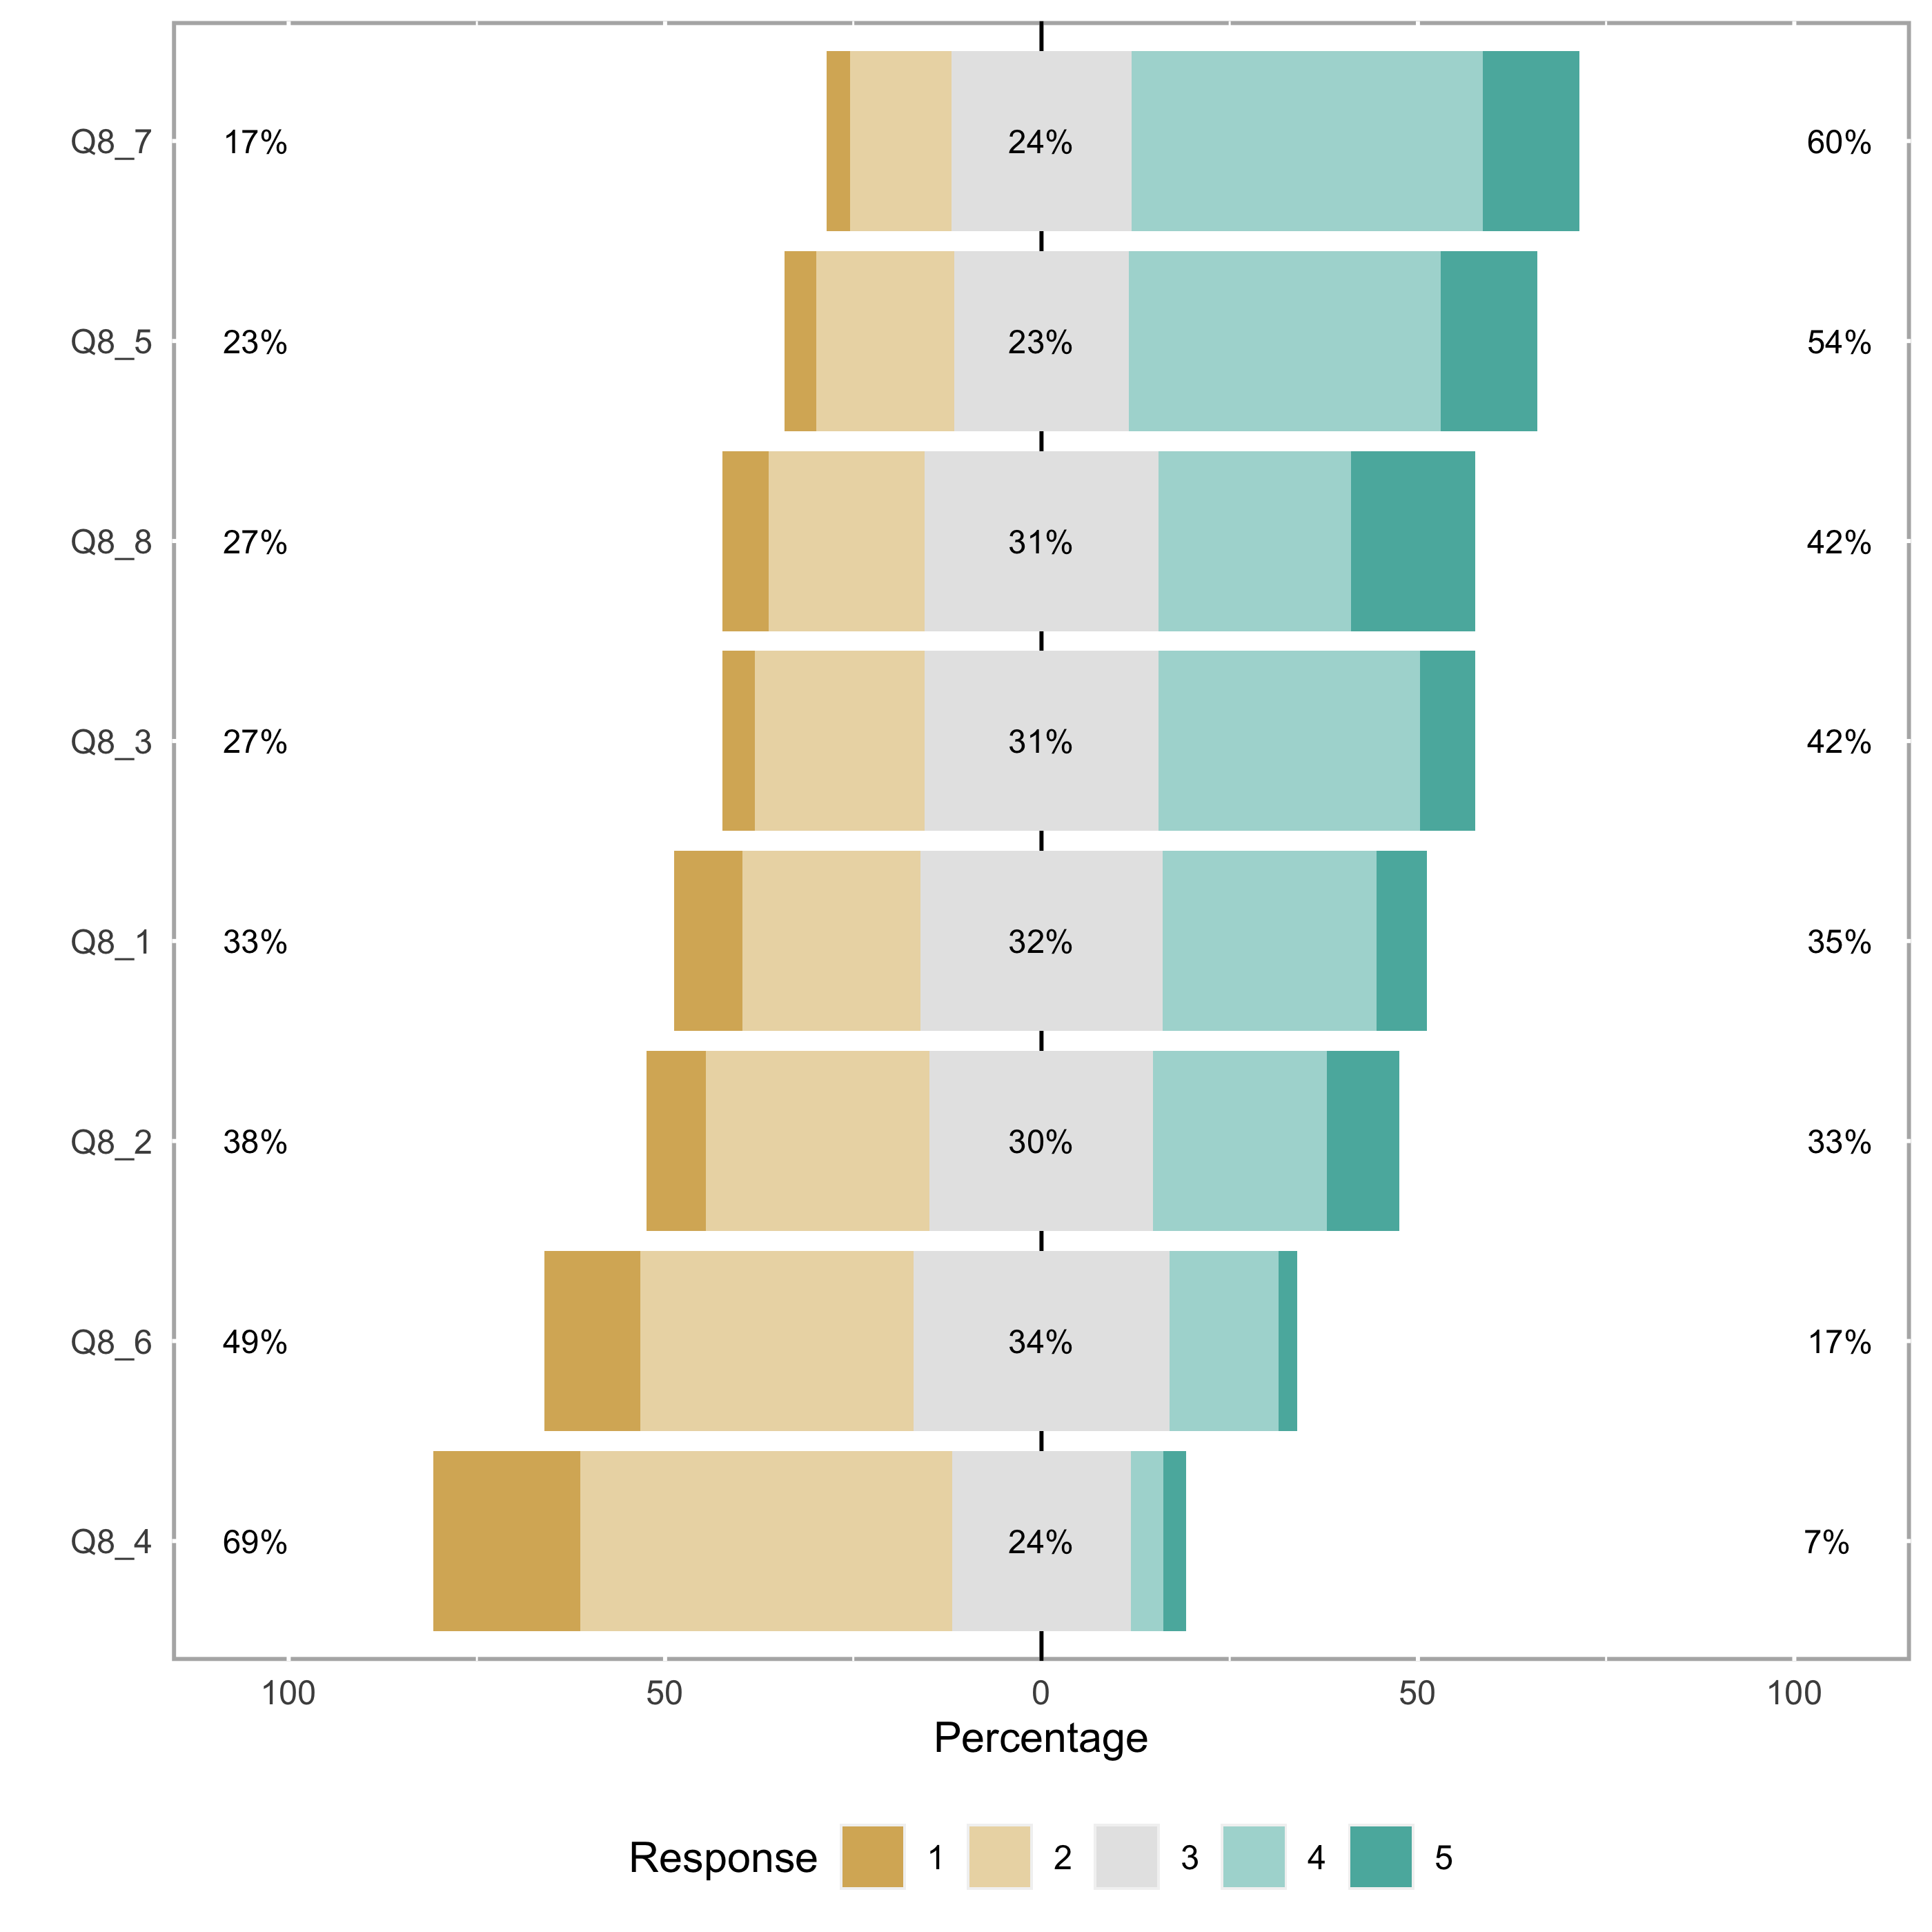 Q8_7 17% 24% 60%
Q8_5 23% 23% 54%
Q8_8 27% 31% 42%
Q8_3 27% 31% 42%
Q8_1 33% 32% 35%
Q8_2 38% 30% 33%
Q8_6 49% 34% 17%
Q8_4 69% 24% 7%
100 50 0 50 100
Percentage
Response 1 2 3 4 5